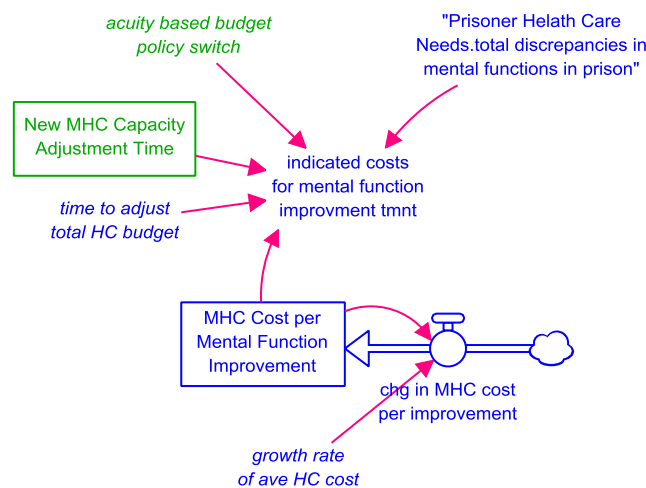 acuity based budget
policy switch
"Prisoner Helath Care
Needs.total discrepancies in
mental functions in prison"
New MHC Capacity
Adjustment Time
indicated costs
for mental function
improvment tmnt
time to adjust
total HC budget
MHC Cost per
Mental Function
Improvement
chg in MHC cost
per improvement
growth rate
of ave HC cost